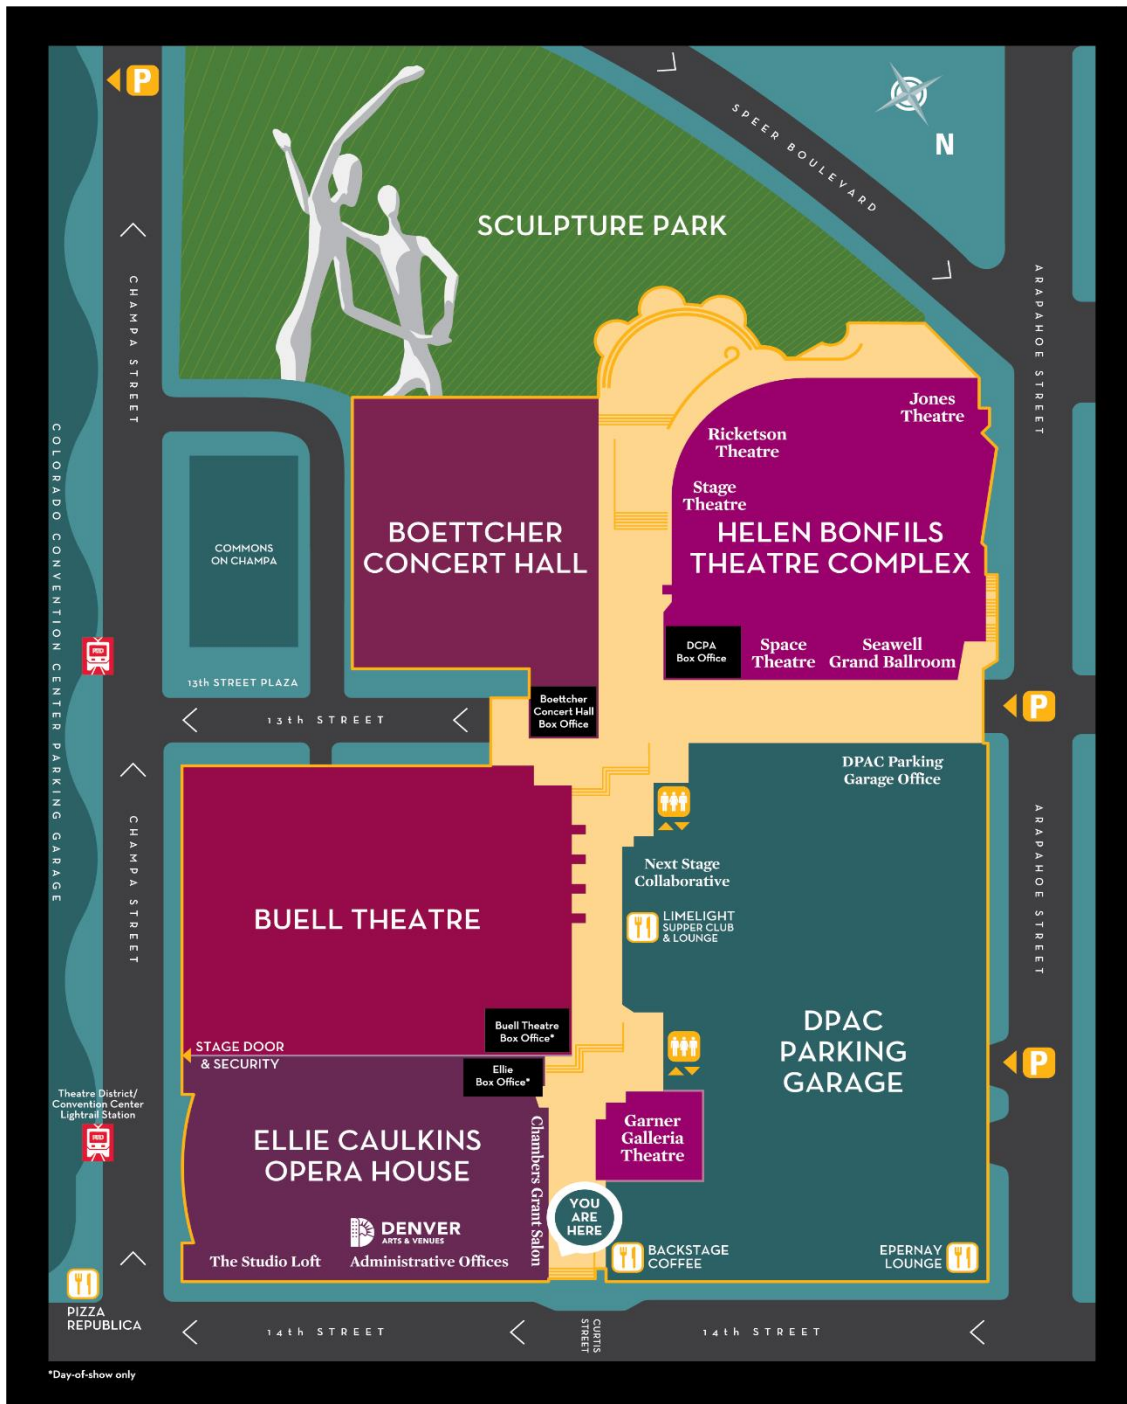 P
N
SPEER BOULEVARD
SCULPTURE PARK
CHAMPA STREET
ARAPAHOE STREET
COLORADO CONVENTION CENTER PARKING GARAGE
Jones
Theatre
Ricketson
Theatre
Stage
Theatre
BOETTCHER
CONCERT HALL
HELEN BONFILS
THEATRE COMPLEX
COMMONS
ON CHAMPA
DCPA
Box Office
Space
Theatre
Seawell
Grand Ballroom
RTD
13th STREET PLAZA
Boettcher
Concert Hall
Box Office
13th STREET
P
DPAC Parking
Garage Office
CHAMPA STREET
ARAPAHOE STREET
Next Stage
Collaborative
BUELL THEATRE
LIMELIGHT
SUPPER CLUB
& LOUNGE
DPAC
PARKING
GARAGE
Buell Theatre
Box Office*
STAGE DOOR
& SECURITY
P
Ellie
Box Office*
Theatre District/
Convention Center
Lightrail Station
RTD
ELLIE CAULKINS
OPERA HOUSE
Chambers Grant Salon
Garner
Galleria
Theatre
YOU
ARE
HERE
DENVER
ARTS & VENUES
The Studio Loft
Administrative Offices
BACKSTAGE
COFFEE
EPERNAY
LOUNGE
PIZZA
REPUBLICA
14th STREET
CURTIS
STREET
14th STREET
*Day-of-show only